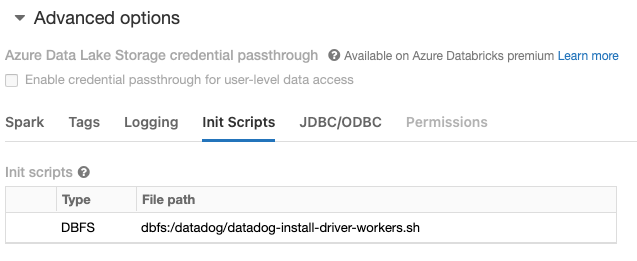 Advanced options
Azure Data Lake Storage credential passthrough ? Available on Azure Databricks premium Learn more
Enable credential passthrough for user-level data access
Spark Tags Logging Init Scripts JDBC/ODBC Permissions
Init scripts ?
Type File path
DBFS dbfs:/datadog/datadog-install-driver-workers.sh